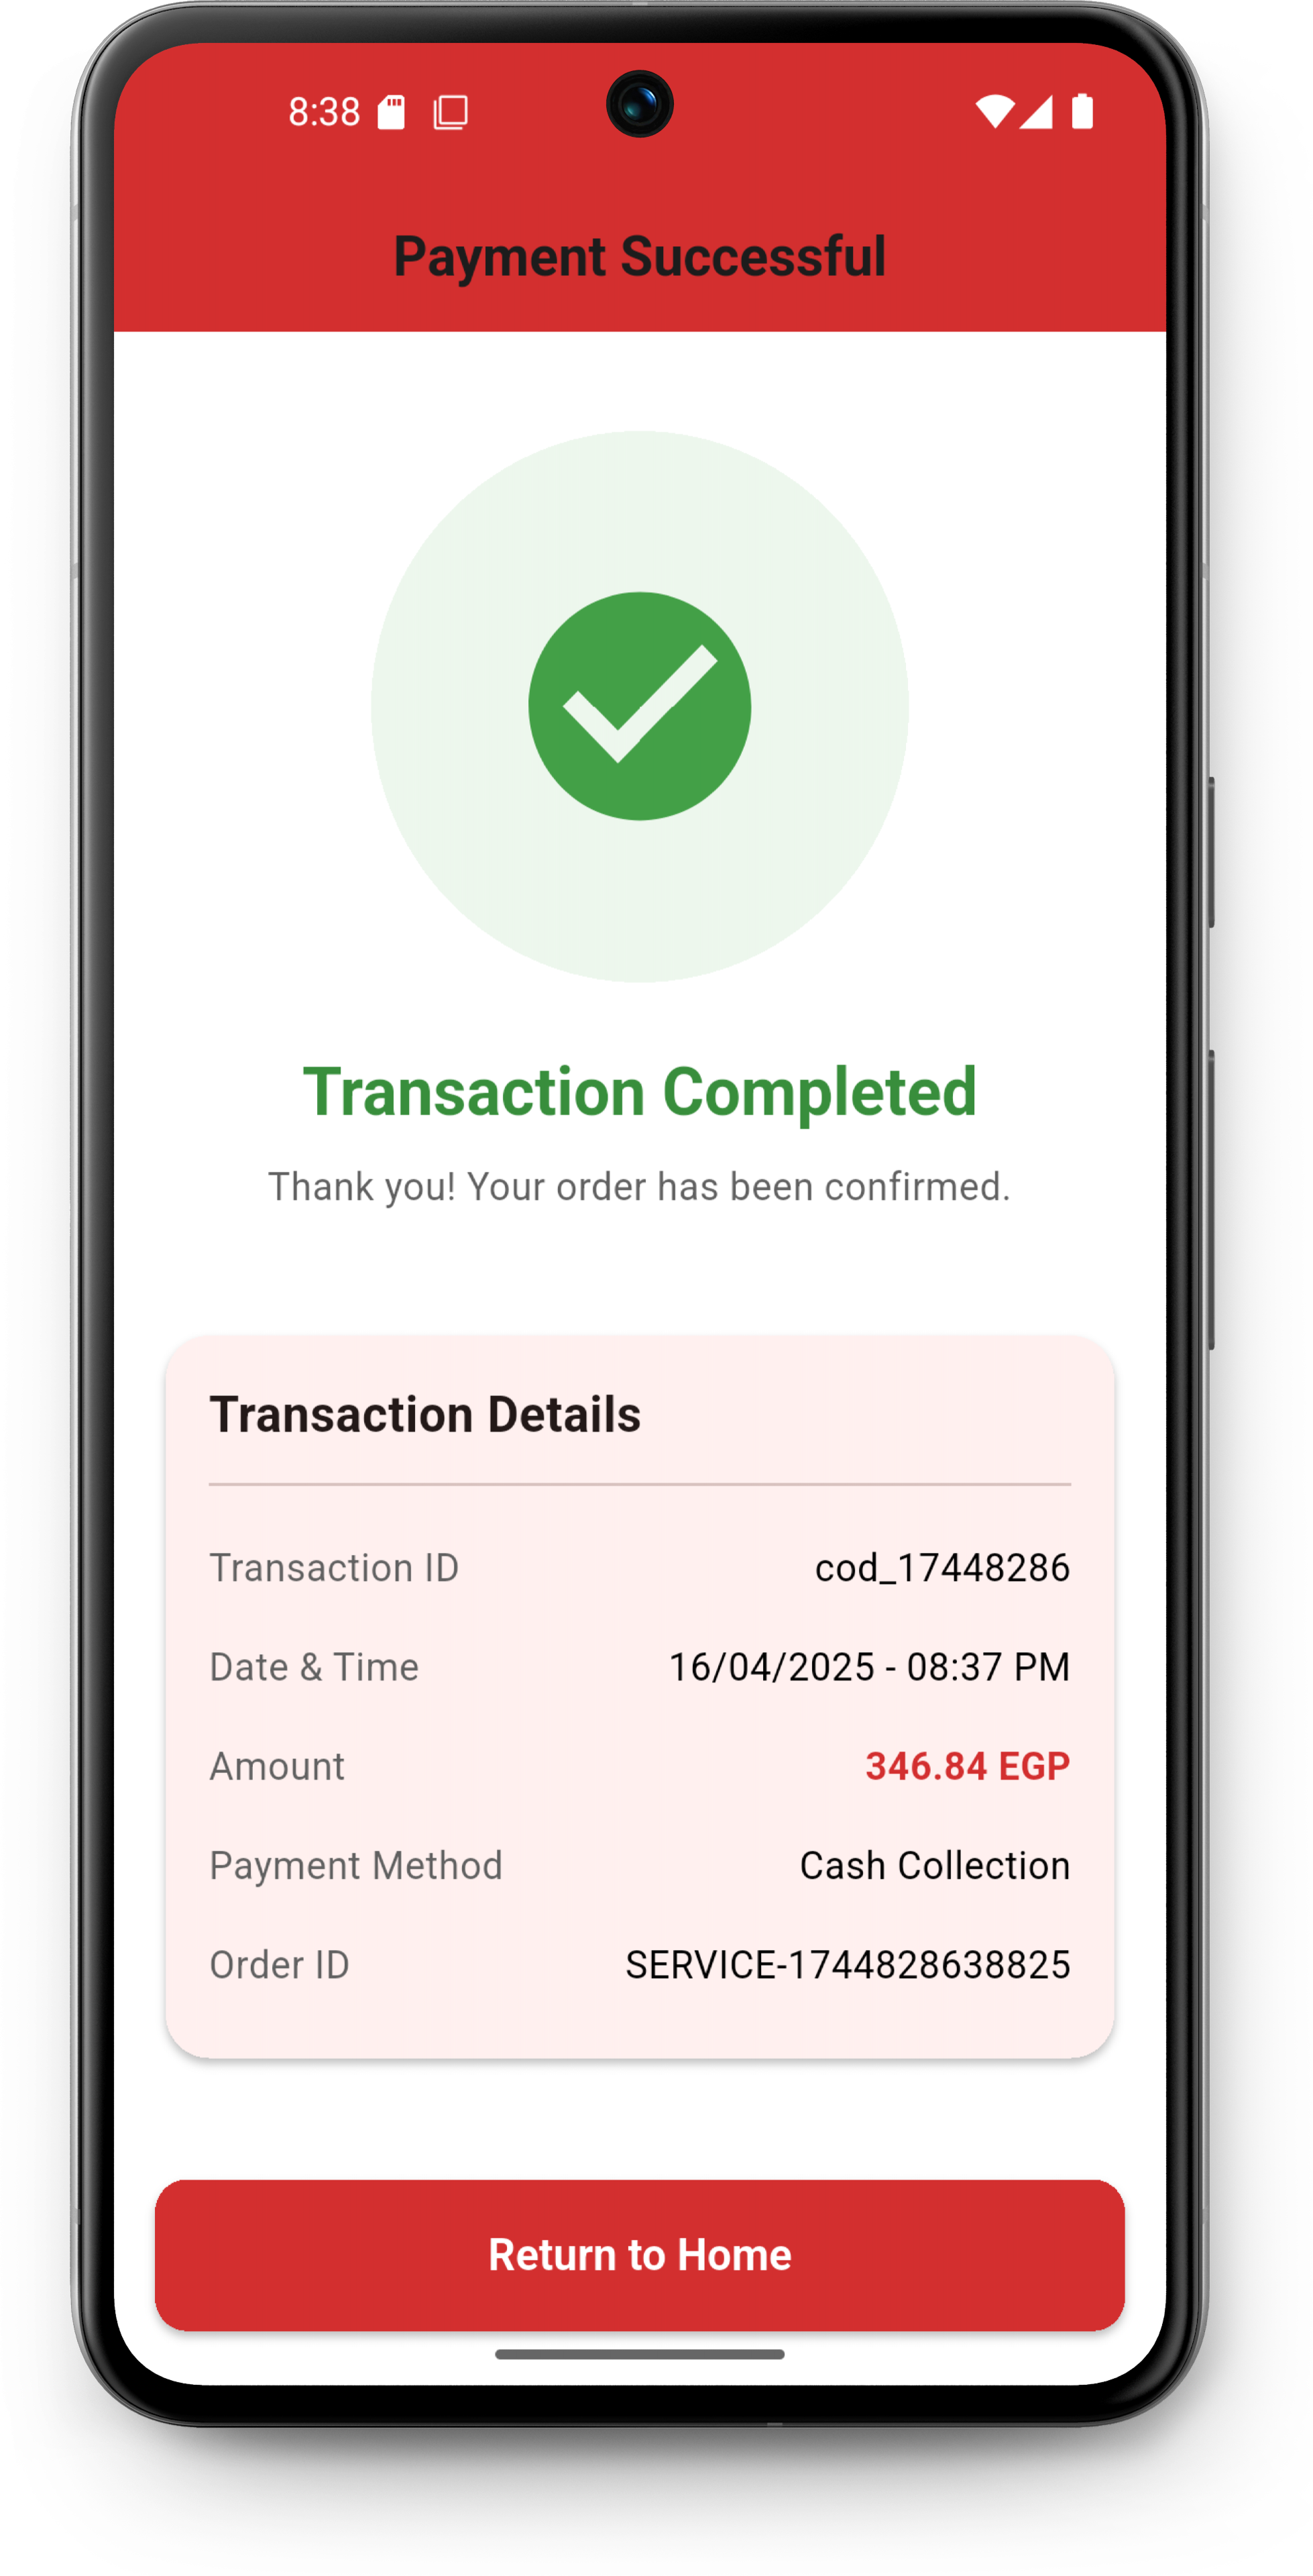 8:38
Payment Successful
Transaction Completed
Thank you! Your order has been confirmed.
Transaction Details
Transaction ID cod_17448286
Date & Time 16/04/2025 - 08:37 PM
Amount 346.84 EGP
Payment Method Cash Collection
Order ID SERVICE-1744828638825
Return to Home